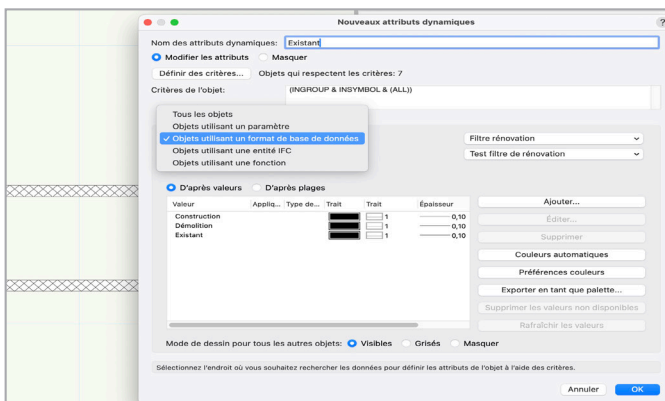 Nouveaux attributs dynamiques
?
Nom des attributs dynamiques: Existant
Modifier les attributs Masquer
Définir des critères... Objets qui respectent les critères: 7
Critères de l'objet: (INGROUP & INSYMBOL & (ALL))
Tous les objets
Objets utilisant un paramètre
✓ Objets utilisant un format de base de données
Objets utilisant une entité IFC
Objets utilisant une fonction
Filtre rénovation
Test filtre de rénovation
D'après valeurs D'après plages
Valeur Appliq... Type de... Trait Trait Épaisseur
Construction 1 0,10
Démolition 1 0,10
Existant 1 0,10
Ajouter...
Éditer...
Supprimer
Couleurs automatiques
Préférences couleurs
Exporter en tant que palette...
Supprimer les valeurs non disponibles
Rafraîchir les valeurs
Mode de dessin pour tous les autres objets: Visibles Grisés Masquer
Sélectionnez l'endroit où vous souhaitez rechercher les données pour définir les attributs de l'objet à l'aide des critères.
Annuler OK